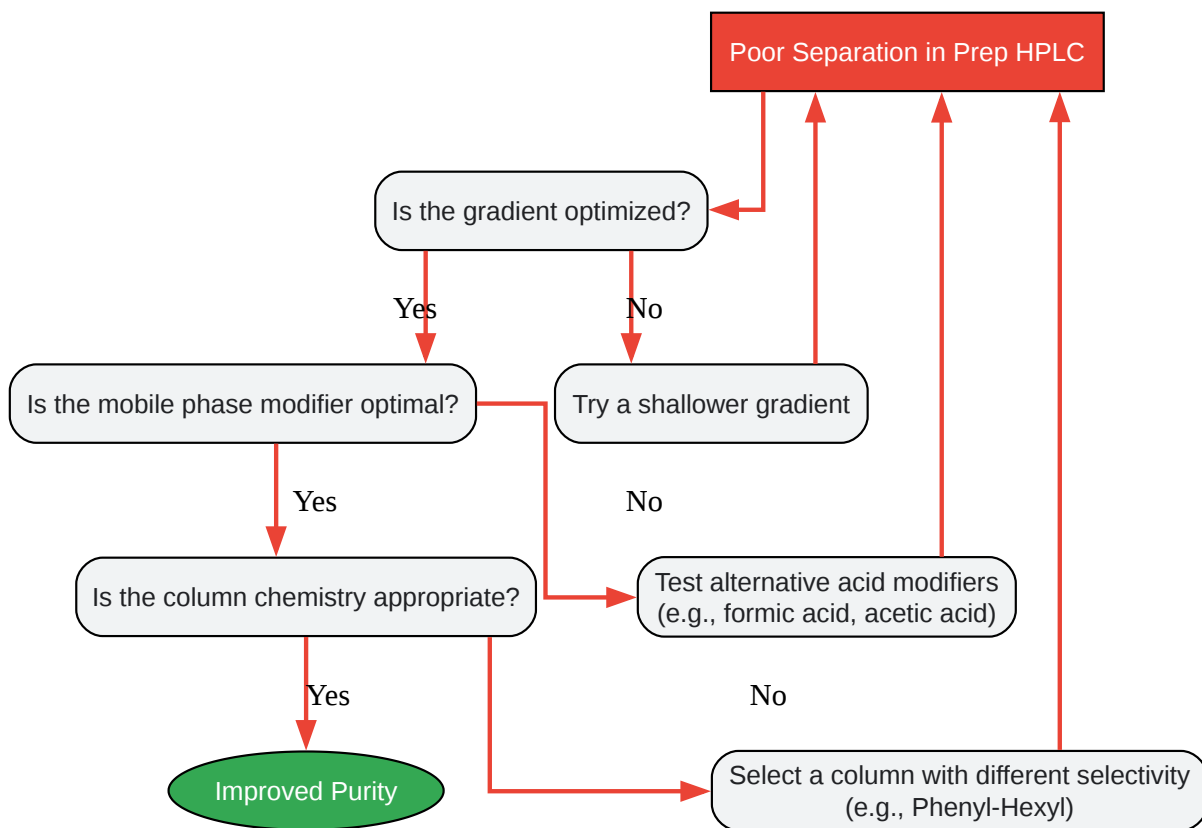 Poor Separation in Prep HPLC
Is the gradient optimized?
Yes
No
Is the mobile phase modifier optimal?
Try a shallower gradient
Yes
No
Is the column chemistry appropriate?
Test alternative acid modifiers
(e.g., formic acid, acetic acid)
Yes
No
Improved Purity
Select a column with different selectivity
(e.g., Phenyl-Hexyl)